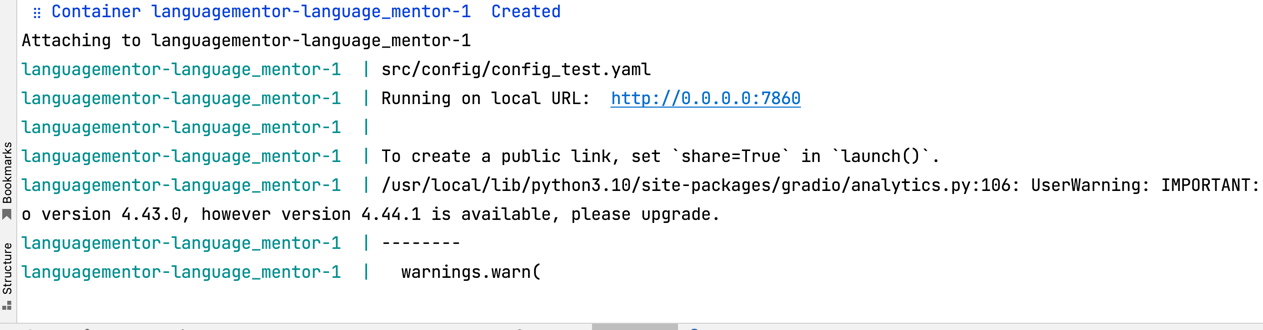 Container languagementor-language_mentor-1  Created
Attaching to languagementor-language_mentor-1
languagementor-language_mentor-1  | src/config/config_test.yaml
languagementor-language_mentor-1  | Running on local URL:  http://0.0.0.0:7860
languagementor-language_mentor-1  |
languagementor-language_mentor-1  | To create a public link, set `share=True` in `launch()`.
languagementor-language_mentor-1  | /usr/local/lib/python3.10/site-packages/gradio/analytics.py:106: UserWarning: IMPORTANT:
o version 4.43.0, however version 4.44.1 is available, please upgrade.
languagementor-language_mentor-1  | --------
languagementor-language_mentor-1  |   warnings.warn(
Bookmarks
Structure